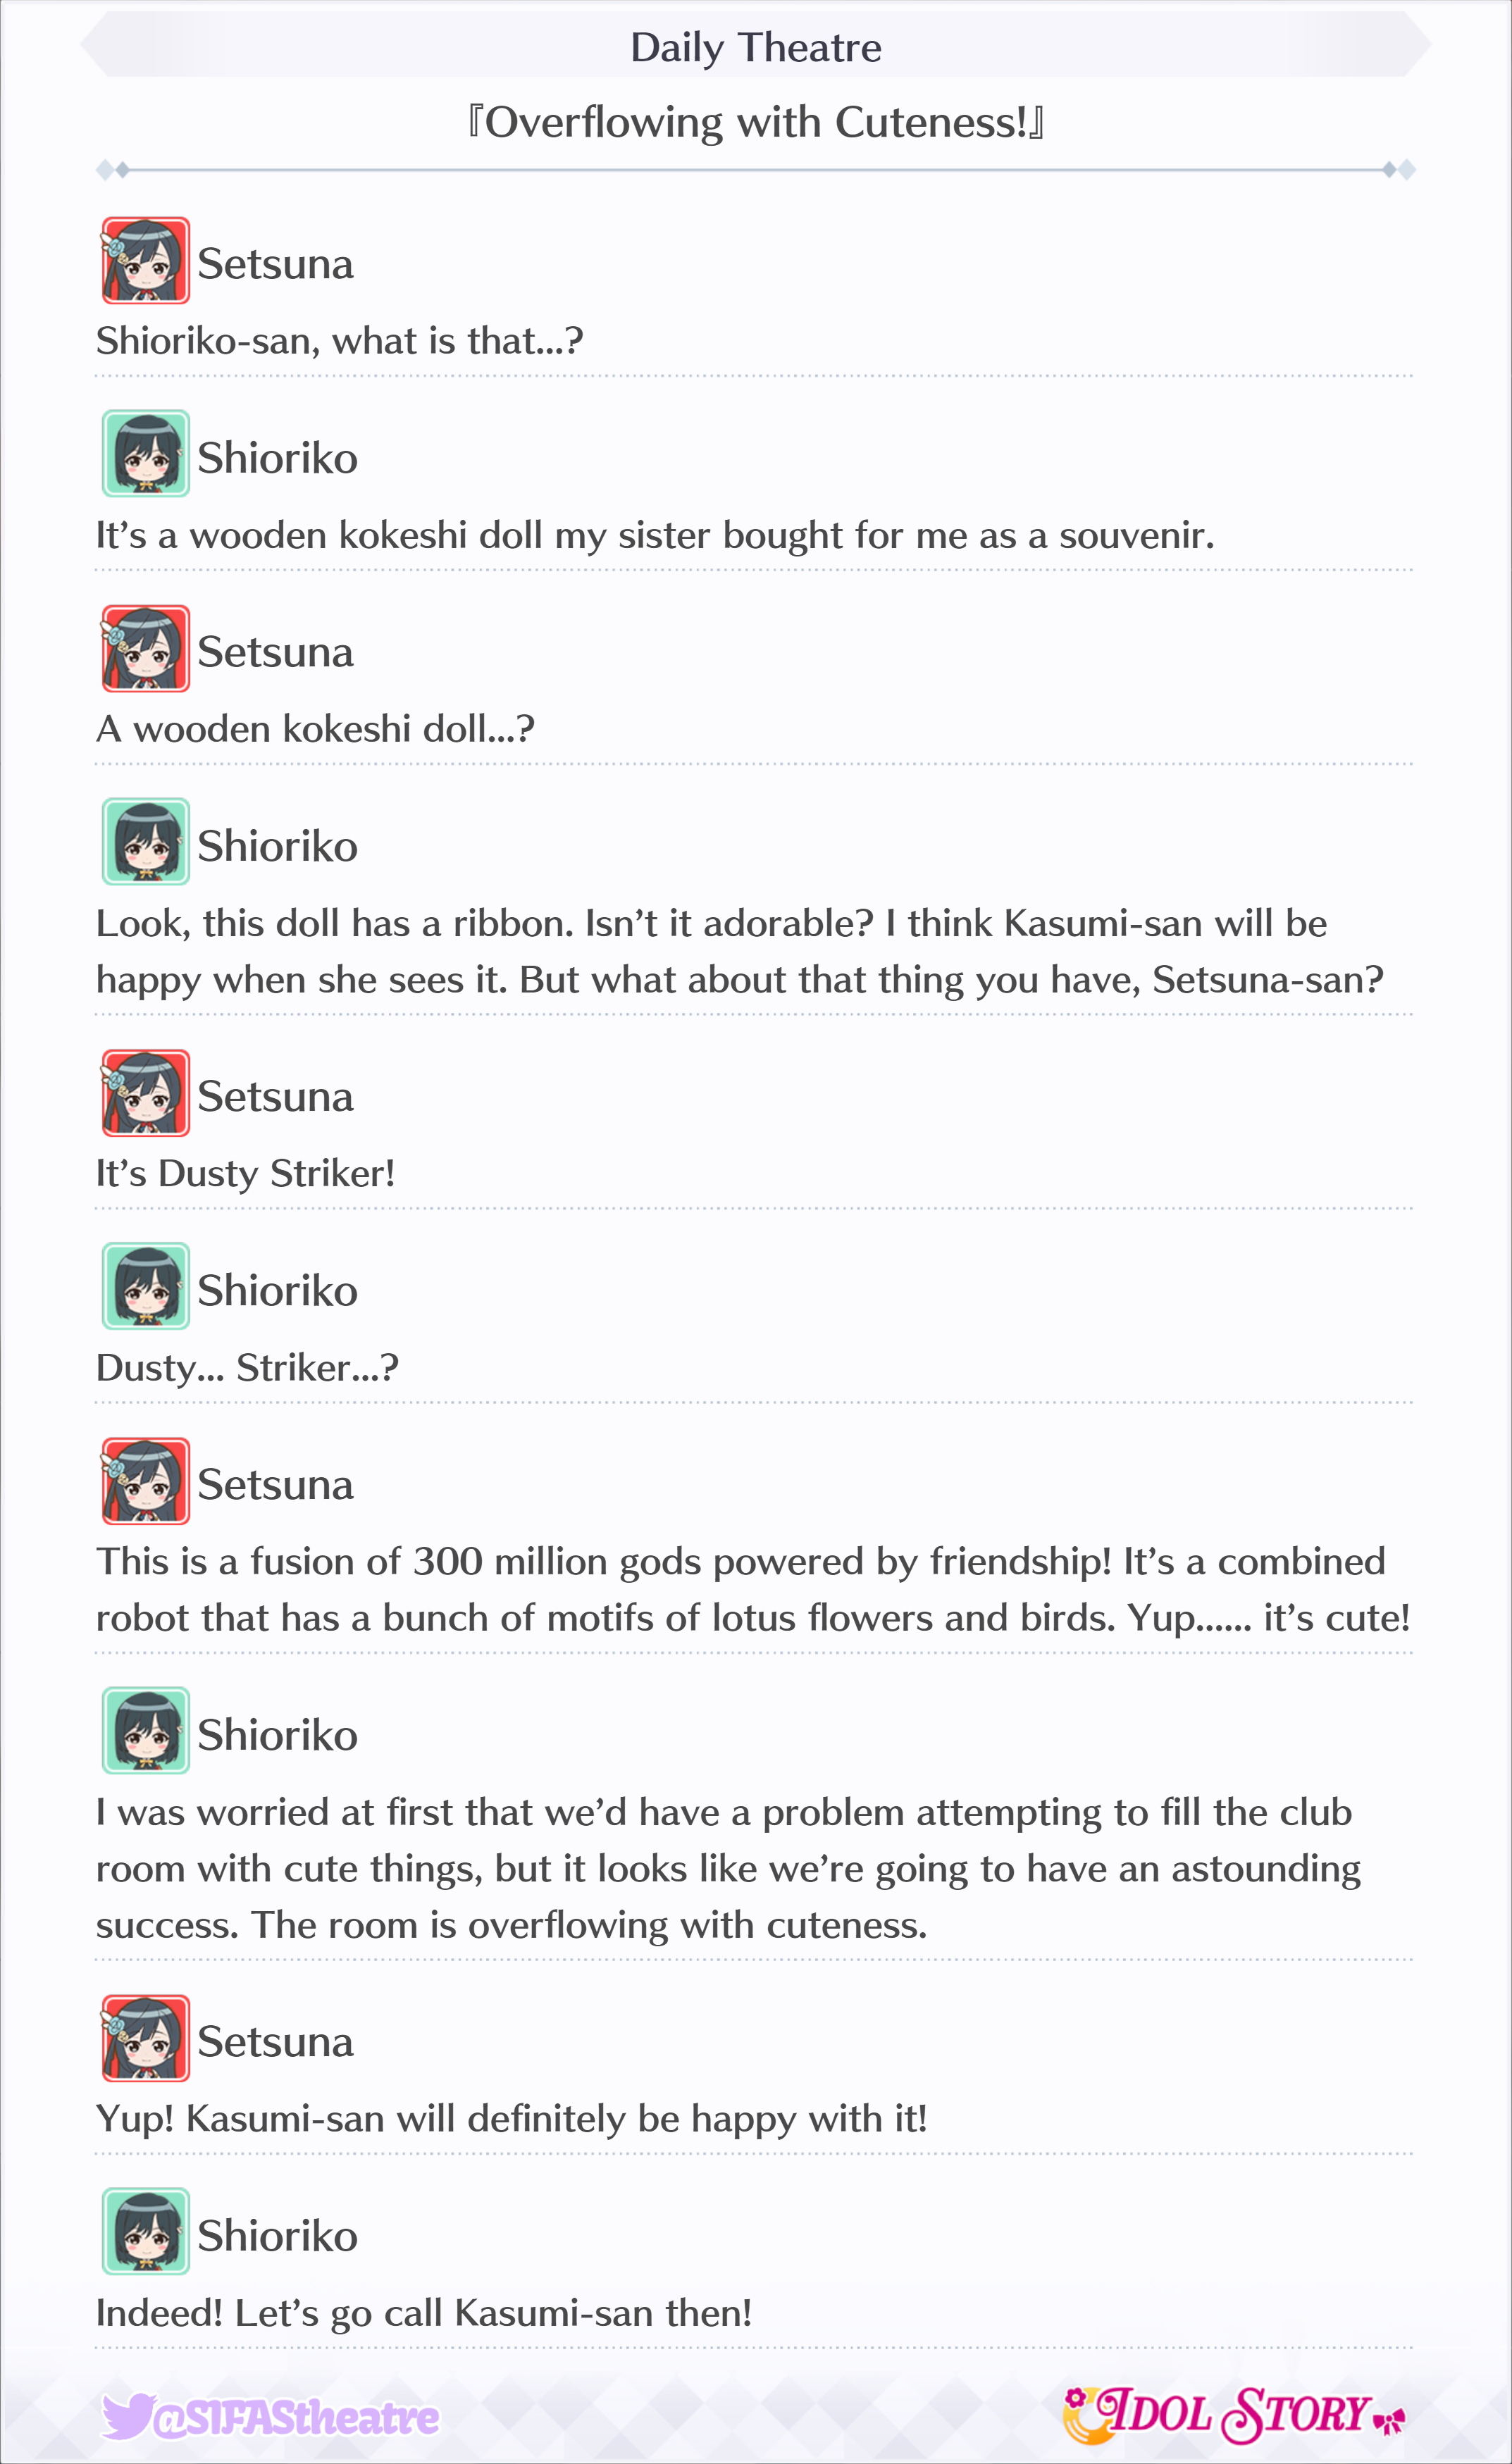 Daily Theatre
『Overflowing with Cuteness!』
Setsuna
Shioriko-san, what is that...?
Shioriko
It’s a wooden kokeshi doll my sister bought for me as a souvenir.
Setsuna
A wooden kokeshi doll...?
Shioriko
Look, this doll has a ribbon. Isn’t it adorable? I think Kasumi-san will be
happy when she sees it. But what about that thing you have, Setsuna-san?
Setsuna
It’s Dusty Striker!
Shioriko
Dusty... Striker...?
Setsuna
This is a fusion of 300 million gods powered by friendship! It’s a combined
robot that has a bunch of motifs of lotus flowers and birds. Yup...... it’s cute!
Shioriko
I was worried at first that we’d have a problem attempting to fill the club
room with cute things, but it looks like we’re going to have an astounding
success. The room is overflowing with cuteness.
Setsuna
Yup! Kasumi-san will definitely be happy with it!
Shioriko
Indeed! Let’s go call Kasumi-san then!
@SIFAStheatre
IDOL STORY